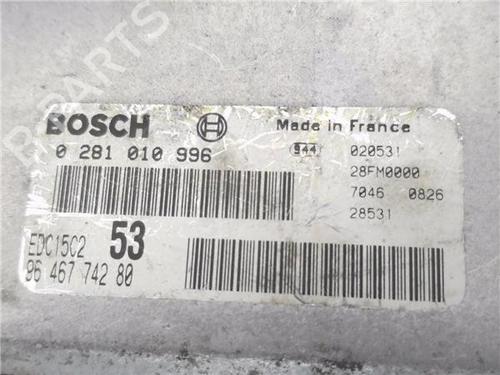 B-PARTS
BOSCH
Made in France
0 281 010 996
944 020531
28FM0000
7046 0826
28531
EDC15C2 53
96 467 742 80